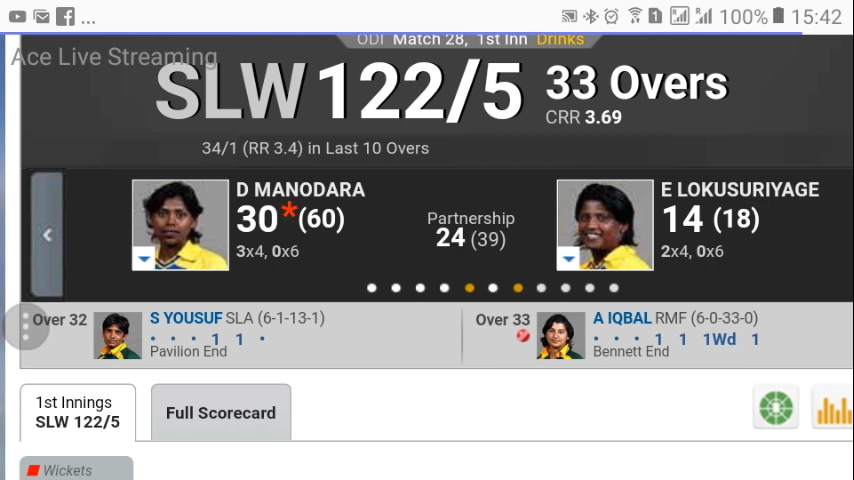 ... 1 100% 15:42
Ace Live Streaming
ODI Match 28, 1st Inn Drinks
SLW 122/5 33 Overs
CRR 3.69
34/1 (RR 3.4) in Last 10 Overs
D MANODARA
30*(60)
3x4, 0x6
Partnership
24 (39)
E LOKUSURIYAGE
14 (18)
2x4, 0x6
Over 32
S YOUSUF SLA (6-1-13-1)
• • • 1 1 •
Pavilion End
Over 33
A IQBAL RMF (6-0-33-0)
• • • 1 1 1Wd 1
Bennett End
1st Innings
SLW 122/5
Full Scorecard
Wickets